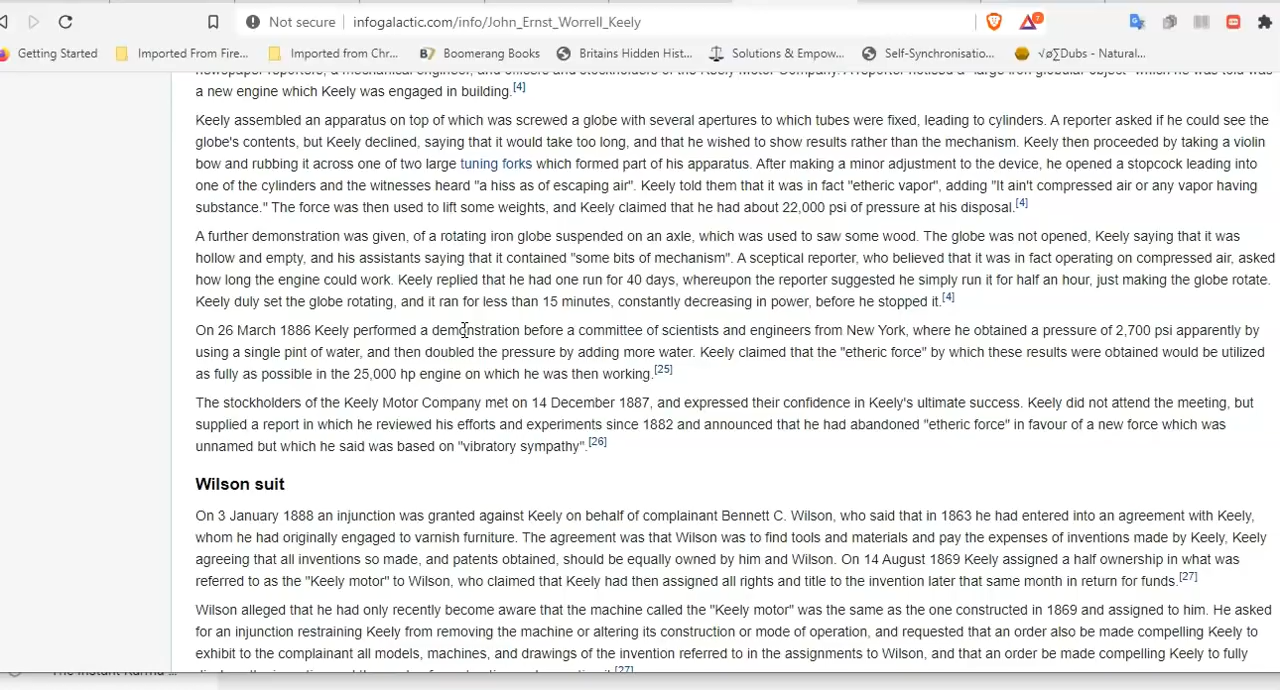 Not secure infogalactic.com/info/John_Ernst_Worrell_Keely 7
Getting Started Imported From Fire... Imported from Chr... B7 Boomerang Books Britains Hidden Hist... Solutions & Empow... Self-Synchronisatio... √ø∑Dubs - Natural...
newspaper reporters, a mechanical engineer, and officers and stockholders of the Keely Motor Company. A reporter noticed a "large iron globular object" which he was told was
a new engine which Keely was engaged in building.[4]
Keely assembled an apparatus on top of which was screwed a globe with several apertures to which tubes were fixed, leading to cylinders. A reporter asked if he could see the
globe's contents, but Keely declined, saying that it would take too long, and that he wished to show results rather than the mechanism. Keely then proceeded by taking a violin
bow and rubbing it across one of two large tuning forks which formed part of his apparatus. After making a minor adjustment to the device, he opened a stopcock leading into
one of the cylinders and the witnesses heard "a hiss as of escaping air". Keely told them that it was in fact "etheric vapor", adding "It ain't compressed air or any vapor having
substance." The force was then used to lift some weights, and Keely claimed that he had about 22,000 psi of pressure at his disposal.[4]
A further demonstration was given, of a rotating iron globe suspended on an axle, which was used to saw some wood. The globe was not opened, Keely saying that it was
hollow and empty, and his assistants saying that it contained "some bits of mechanism". A sceptical reporter, who believed that it was in fact operating on compressed air, asked
how long the engine could work. Keely replied that he had one run for 40 days, whereupon the reporter suggested he simply run it for half an hour, just making the globe rotate.
Keely duly set the globe rotating, and it ran for less than 15 minutes, constantly decreasing in power, before he stopped it.[4]
On 26 March 1886 Keely performed a demonstration before a committee of scientists and engineers from New York, where he obtained a pressure of 2,700 psi apparently by
using a single pint of water, and then doubled the pressure by adding more water. Keely claimed that the "etheric force" by which these results were obtained would be utilized
as fully as possible in the 25,000 hp engine on which he was then working.[25]
The stockholders of the Keely Motor Company met on 14 December 1887, and expressed their confidence in Keely's ultimate success. Keely did not attend the meeting, but
supplied a report in which he reviewed his efforts and experiments since 1882 and announced that he had abandoned "etheric force" in favour of a new force which was
unnamed but which he said was based on "vibratory sympathy".[26]
Wilson suit
On 3 January 1888 an injunction was granted against Keely on behalf of complainant Bennett C. Wilson, who said that in 1863 he had entered into an agreement with Keely,
whom he had originally engaged to varnish furniture. The agreement was that Wilson was to find tools and materials and pay the expenses of inventions made by Keely, Keely
agreeing that all inventions so made, and patents obtained, should be equally owned by him and Wilson. On 14 August 1869 Keely assigned a half ownership in what was
referred to as the "Keely motor" to Wilson, who claimed that Keely had then assigned all rights and title to the invention later that same month in return for funds.[27]
Wilson alleged that he had only recently become aware that the machine called the "Keely motor" was the same as the one constructed in 1869 and assigned to him. He asked
for an injunction restraining Keely from removing the machine or altering its construction or mode of operation, and requested that an order also be made compelling Keely to
exhibit to the complainant all models, machines, and drawings of the invention referred to in the assignments to Wilson, and that an order be made compelling Keely to fully
[27]